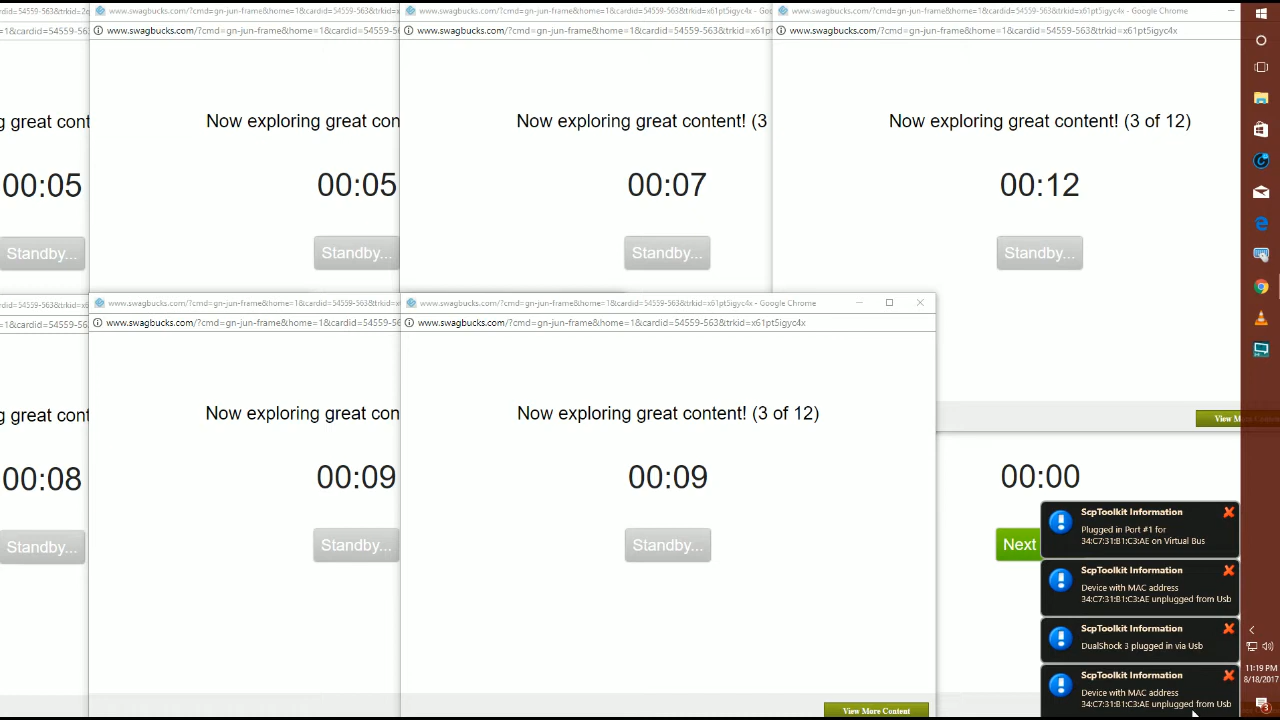 www.swagbucks.com/?cmd=gn-jun-frame&home=1&cardid=54559-563&trkid=x61pt5igyc4x - Google Chrome
www.swagbucks.com/?cmd=gn-jun-frame&home=1&cardid=54559-563&trkid=x61pt5igyc4x
g great cont
00:05
Standby...
Now exploring great con
00:05
Standby...
Now exploring great content! (3
00:07
Standby...
Now exploring great content! (3 of 12)
00:12
Standby...
View M
www.swagbucks.com/?cmd=gn-jun-frame&home=1&cardid=54559-563&trkid=x61pt5igyc4x - Google Chrome
www.swagbucks.com/?cmd=gn-jun-frame&home=1&cardid=54559-563&trkid=x61pt5igyc4x
g great cont
00:08
Standby...
Now exploring great con
00:09
Standby...
Now exploring great content! (3 of 12)
00:09
Standby...
View More Content
00:00
Next
ScpToolkit Information
Plugged in Port #1 for
34:C7:31:B1:C3:AE on Virtual Bus
ScpToolkit Information
Device with MAC address
34:C7:31:B1:C3:AE unplugged from Usb
ScpToolkit Information
DualShock 3 plugged in via Usb
ScpToolkit Information
Device with MAC address
34:C7:31:B1:C3:AE unplugged from Usb
11:19 PM
8/18/2017
3